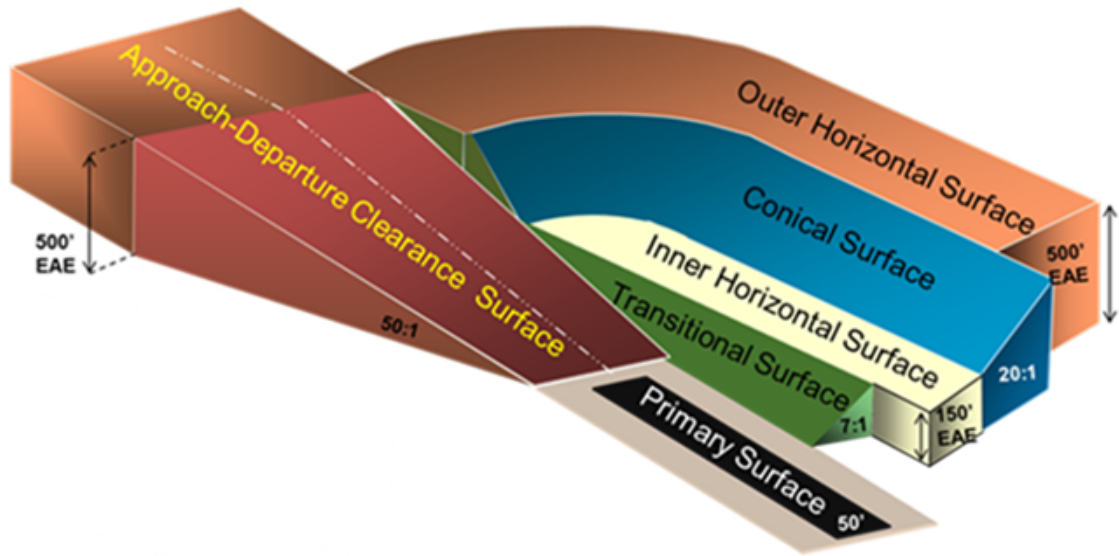 Approach-Departure Clearance Surface
Outer Horizontal Surface
Conical Surface
Inner Horizontal Surface
Transitional Surface
Primary Surface 50'
500'
EAE
50:1
500'
EAE
20:1
150'
EAE
7:1